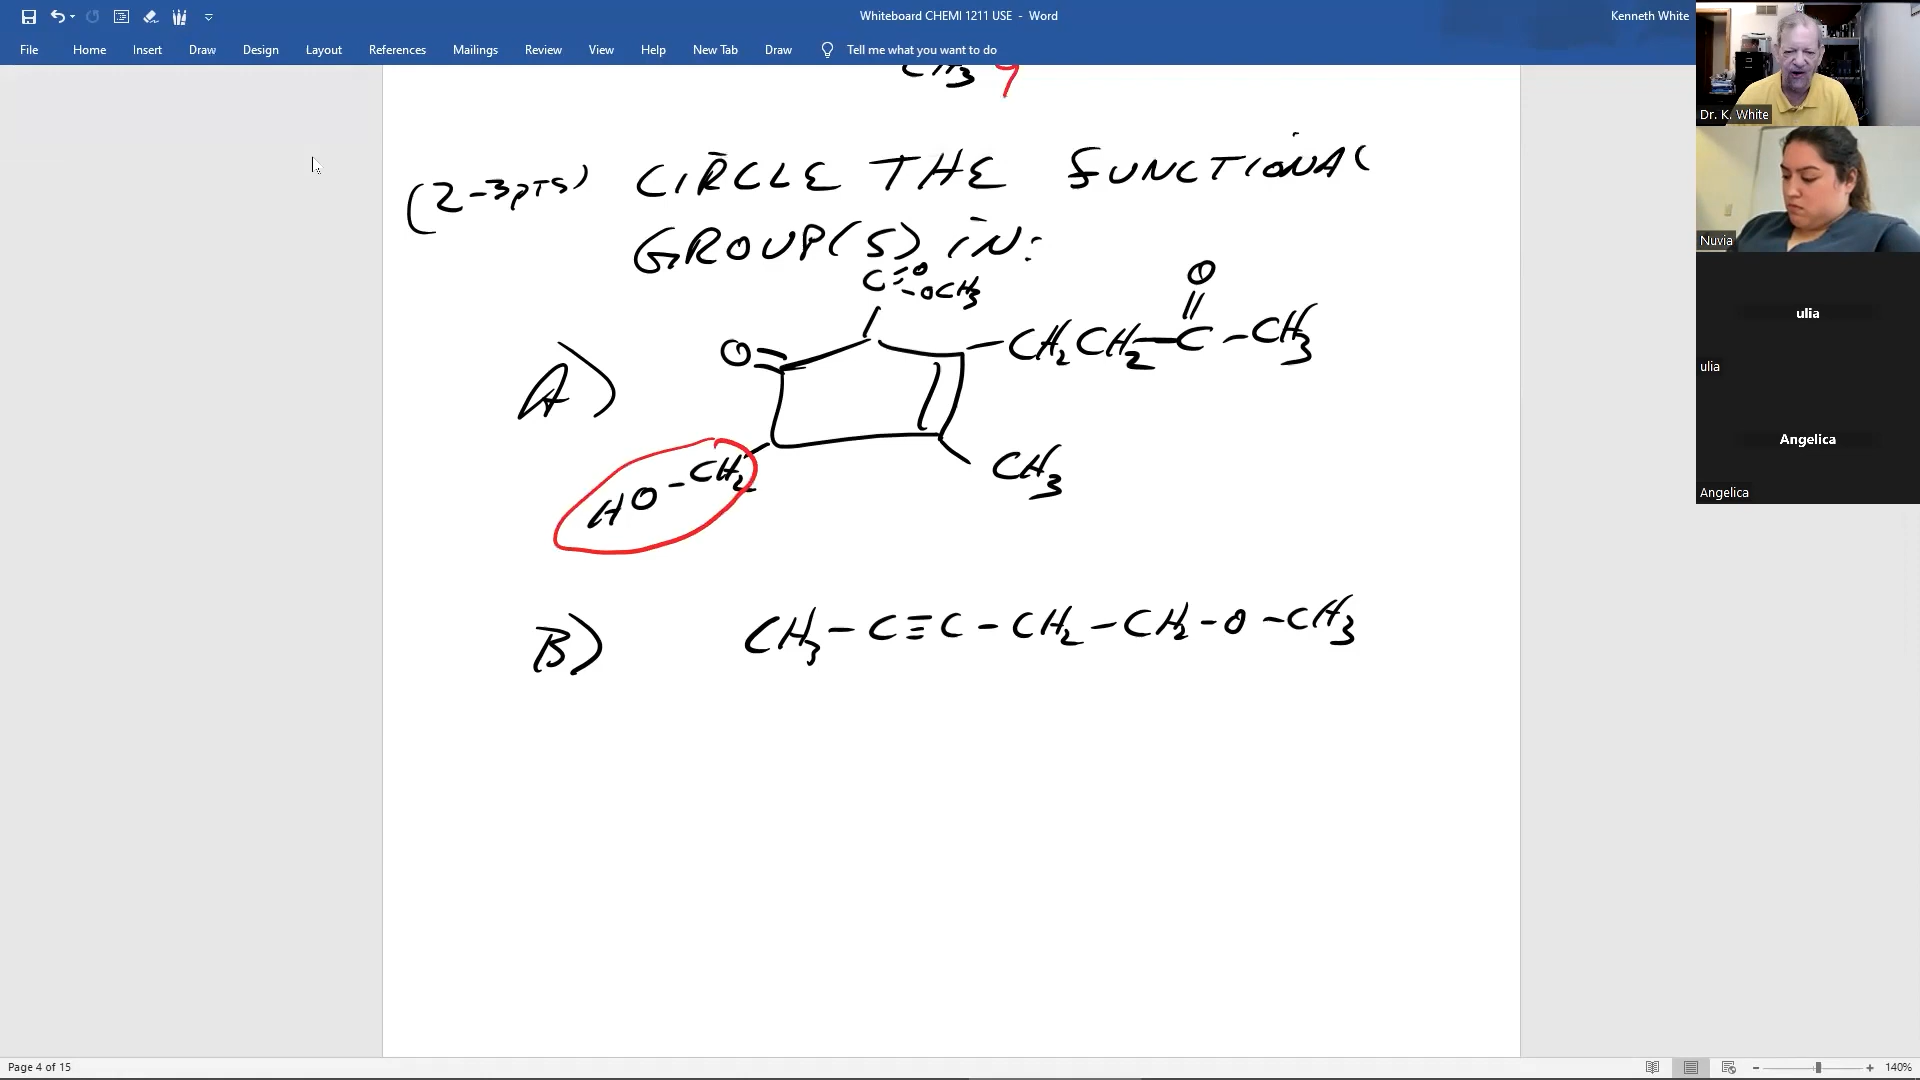 Whiteboard CHEMI 1211 USE - Word
Kenneth White
File Home Insert Draw Design Layout References Mailings Review View Help New Tab Draw Tell me what you want to do
CH3 9
(2-3pts) CIRCLE THE FUNCTIONAL
GROUP(S) IN:
C=O
-OCH3
O
O= -CH2CH2-C-CH3
A)
HO-CH2 CH3
B) CH3-C≡C-CH2-CH2-O-CH3
Dr. K. White
Nuvia
ulia
ulia
Angelica
Angelica
Page 4 of 15
140%